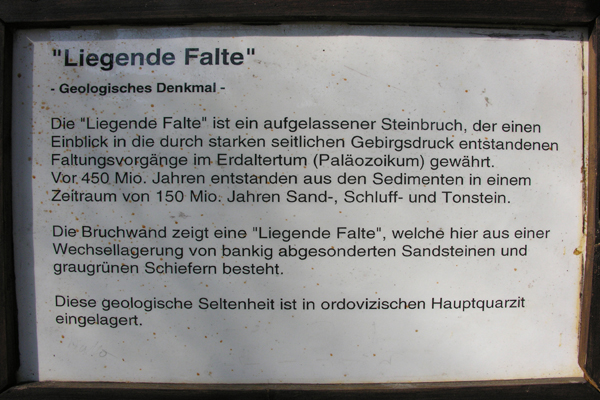 "Liegende Falte"
- Geologisches Denkmal -
Die "Liegende Falte" ist ein aufgelassener Steinbruch, der einen
Einblick in die durch starken seitlichen Gebirgsdruck entstandenen
Faltungsvorgänge im Erdaltertum (Paläozoikum) gewährt.
Vor 450 Mio. Jahren entstanden aus den Sedimenten in einem
Zeitraum von 150 Mio. Jahren Sand-, Schluff- und Tonstein.
Die Bruchwand zeigt eine "Liegende Falte", welche hier aus einer
Wechsellagerung von bankig abgesonderten Sandsteinen und
graugrünen Schiefern besteht.
Diese geologische Seltenheit ist in ordovizischen Hauptquarzit
eingelagert.